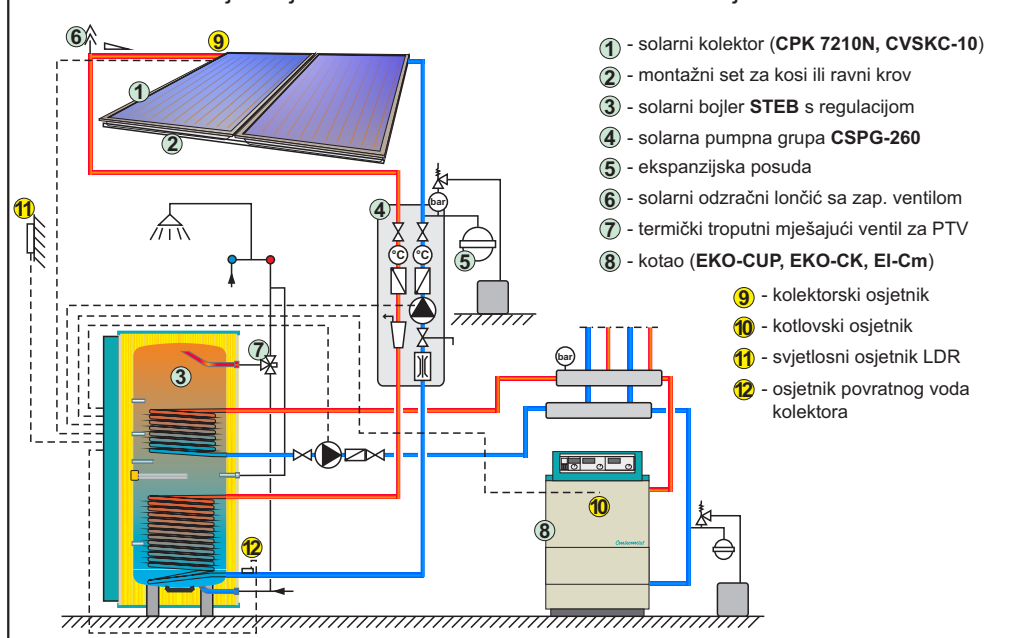 1 - solarni kolektor (CPK 7210N, CVSKC-10)
2 - montažni set za kosi ili ravni krov
3 - solarni bojler STEB s regulacijom
4 - solarna pumpna grupa CSPG-260
5 - ekspanzijska posuda
6 - solarni odzračni lončić sa zap. ventilom
7 - termički troputni mješajući ventil za PTV
8 - kotao (EKO-CUP, EKO-CK, El-Cm)
9 - kolektorski osjetnik
10 - kotlovski osjetnik
11 - svjetlosni osjetnik LDR
12 - osjetnik povratnog voda
kolektora
6
9
1
2
11
4
bar
°C
°C
5
7
3
bar
12
10
8
Centrometal